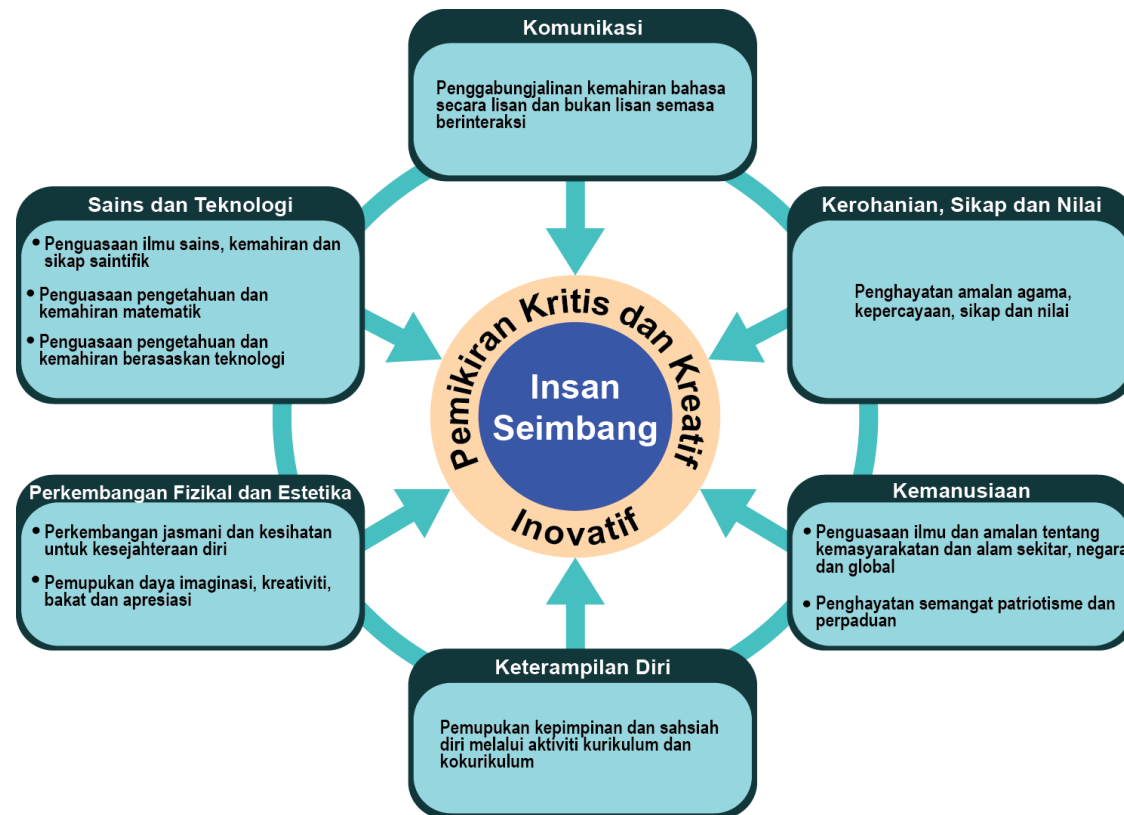 Komunikasi
Penggabungjalinan kemahiran bahasa
secara lisan dan bukan lisan semasa
berinteraksi
Sains dan Teknologi
• Penguasaan ilmu sains, kemahiran dan
sikap saintifik
• Penguasaan pengetahuan dan
kemahiran matematik
• Penguasaan pengetahuan dan
kemahiran berasaskan teknologi
Kerohanian, Sikap dan Nilai
Penghayatan amalan agama,
kepercayaan, sikap dan nilai
Pemikiran Kritis dan Kreatif
Insan
Seimbang
Inovatif
Perkembangan Fizikal dan Estetika
• Perkembangan jasmani dan kesihatan
untuk kesejahteraan diri
• Pemupukan daya imaginasi, kreativiti,
bakat dan apresiasi
Kemanusiaan
• Penguasaan ilmu dan amalan tentang
kemasyarakatan dan alam sekitar, negara
dan global
• Penghayatan semangat patriotisme dan
perpaduan
Keterampilan Diri
Pemupukan kepimpinan dan sahsiah
diri melalui aktiviti kurikulum dan
kokurikulum